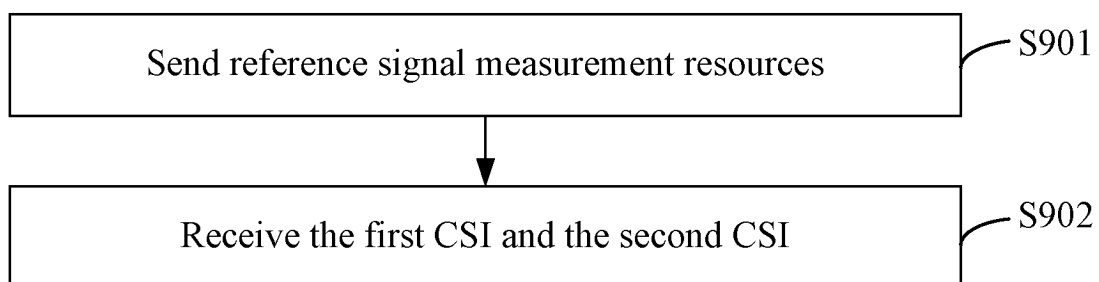 Send reference signal measurement resources
S901
Receive the first CSI and the second CSI
S902